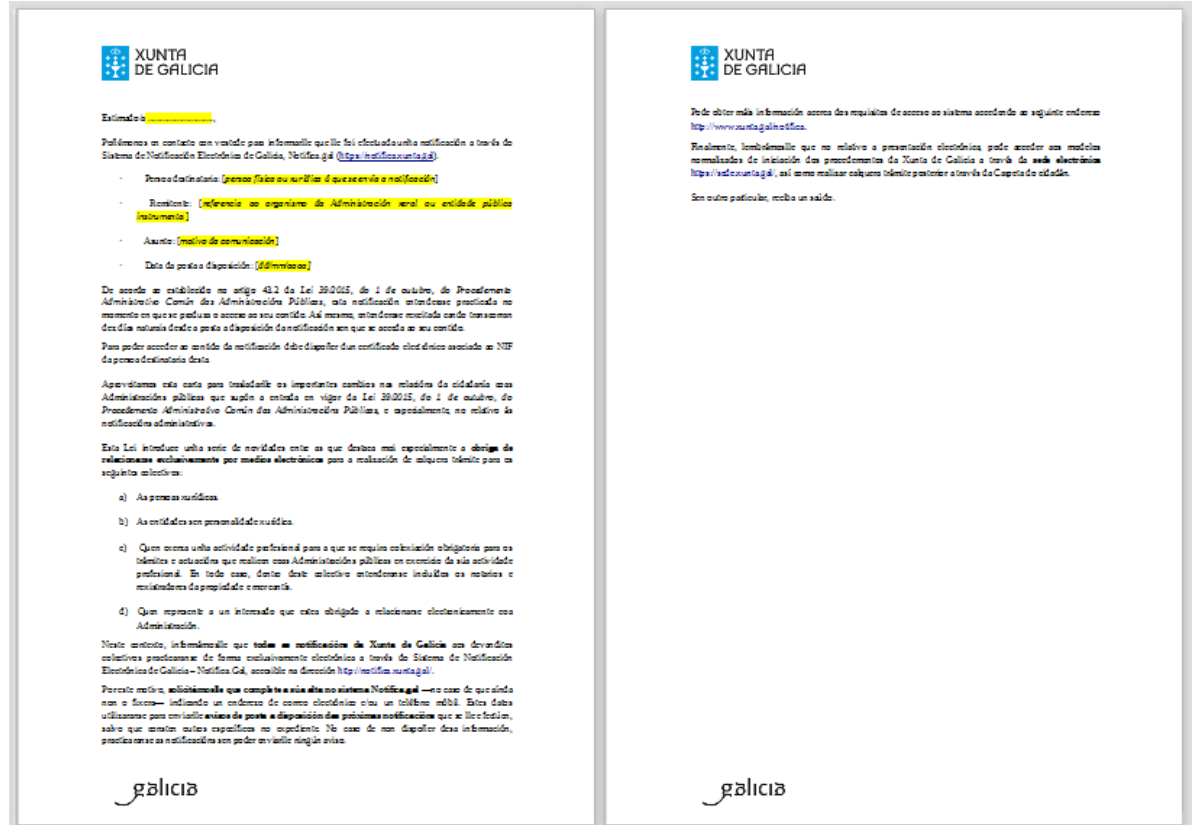 XUNTA
DE GALICIA
Estimado/a ......................,
Poñémonos en contacto con vostede para informarlle que lle foi efectuada unha notificación a través do
Sistema de Notificación Electrónica de Galicia, Notifica.gal (https://notifica.xunta.gal).
- Persoa destinataria: [persoa física ou xurídica á que se envía a notificación]
- Remitente: [referencia ao organismo da Administración xeral ou entidade pública
instrumental]
- Asunto: [motivo da comunicación]
- Data da posta a disposición: [dd/mm/aaaa]
De acordo ao establecido no artigo 43.2 da Lei 39/2015, do 1 de outubro, do Procedemento
Administrativo Común das Administracións Públicas, esta notificación entenderase practicada no
momento en que se produza o acceso ao seu contido. Así mesmo, entenderase rexeitada cando transcorran
dez días naturais desde a posta a disposición da notificación sen que se acceda ao seu contido.
Para poder acceder ao contido da notificación debe dispoñer dun certificado electrónico asociado ao NIF
da persoa destinataria desta
Aproveitamos esta carta para trasladarlle os importantes cambios nas relacións da cidadanía coas
Administracións públicas que supón a entrada en vigor da Lei 39/2015, do 1 de outubro, do
Procedemento Administrativo Común das Administracións Públicas, e especialmente, no relativo ás
notificacións administrativas.
Esta Lei introduce unha serie de novidades entre as que destaca moi especialmente a obriga de
relacionarse exclusivamente por medios electrónicos para a realización de calquera trámite para os
seguintes colectivos:
a) As persoas xurídicas.
b) As entidades sen personalidade xurídica.
c) Quen exerza unha actividade profesional para a que se requira colexiación obrigatoria para os
trámites e actuacións que realicen coas Administracións públicas en exercicio da súa actividade
profesional. En todo caso, dentro deste colectivo entenderanse incluídos os notarios e
rexistradores da propiedade e mercantís.
d) Quen represente a un interesado que estea obrigado a relacionarse electronicamente coa
Administración.
Neste contexto, informámoslle que todas as notificacións da Xunta de Galicia aos devanditos
colectivos practicaranse de forma exclusivamente electrónica a través do Sistema de Notificación
Electrónica de Galicia – Notifica.Gal, accesible na dirección http://notifica.xunta.gal/.
Por este motivo, solicitámoslle que complete a súa alta no sistema Notifica.gal —no caso de que aínda
non o fixera— indicando un enderezo de correo electrónico e/ou un teléfono móbil. Estes datos
utilizaranse para enviarlle avisos de posta a disposición das próximas notificacións que se lle efectúen,
salvo que consten outros específicos no expediente. No caso de non dispoñer desa información,
practicaranse as notificacións sen poder enviarlle ningún aviso.
galicia
XUNTA
DE GALICIA
Pode obter máis información acerca dos requisitos de acceso ao sistema accedendo ao seguinte enderezo
http://www.xunta.gal/notifica.
Finalmente, lembrámoslle que no relativo a presentación electrónica, pode acceder aos modelos
normalizados de iniciación dos procedementos da Xunta de Galicia a través da sede electrónica
https://sede.xunta.gal/, así como realizar calquera trámite posterior a través da Carpeta do cidadán.
Sen outro particular, reciba un saúdo.
galicia